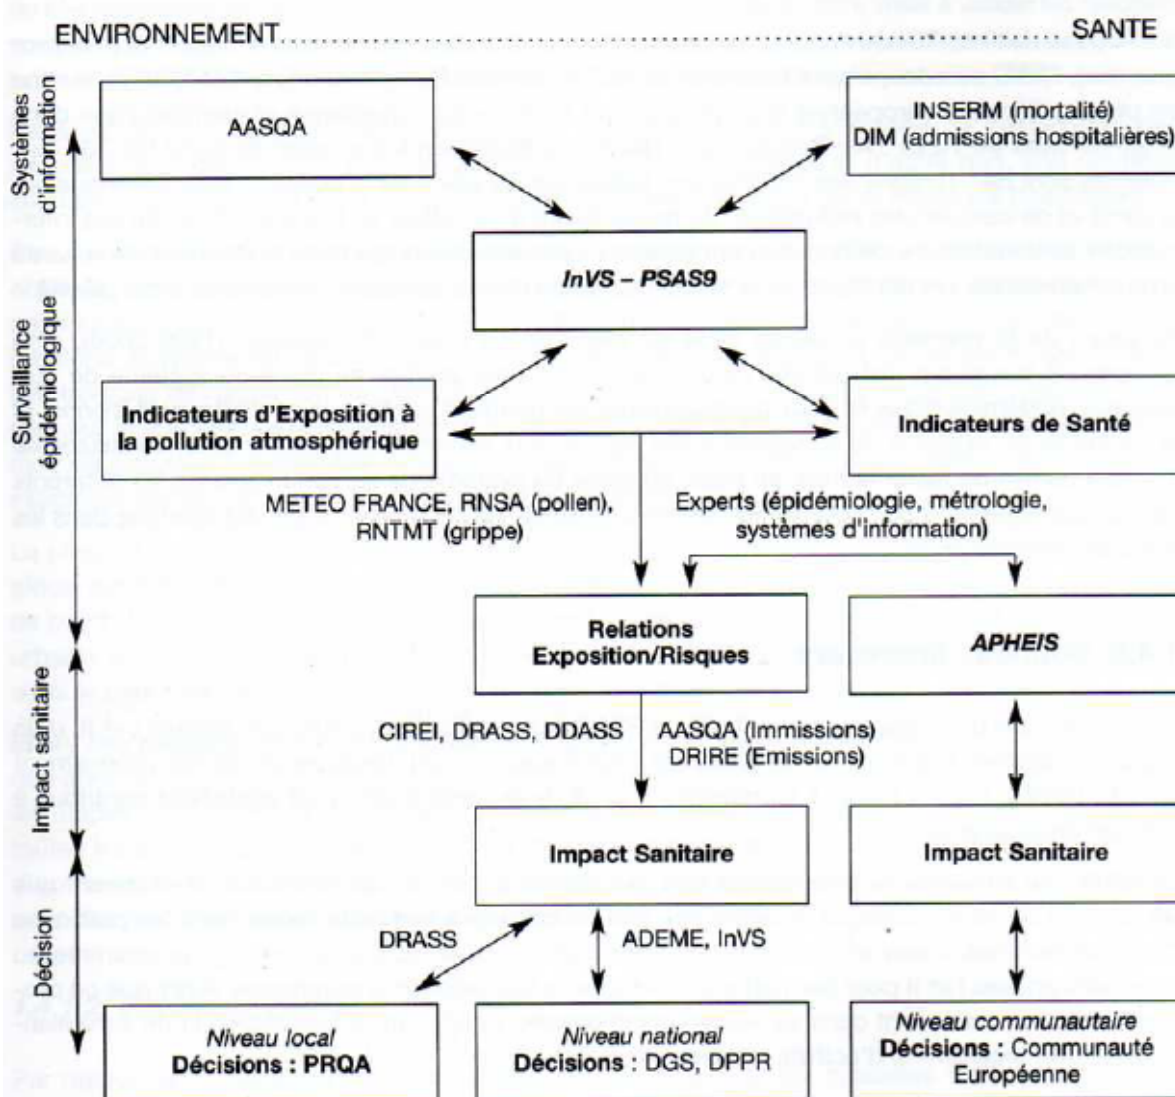 ENVIRONNEMENT.......................................................................................SANTE
Systèmes
d'information
AASQA
INSERM (mortalité)
DIM (admissions hospitalières)
InVS – PSAS9
Surveillance
épidémiologique
Indicateurs d'Exposition à
la pollution atmosphérique
Indicateurs de Santé
METEO FRANCE, RNSA (pollen),
RNTMT (grippe)
Experts (épidémiologie, métrologie,
systèmes d'information)
Relations
Exposition/Risques
APHEIS
Impact sanitaire
CIREI, DRASS, DDASS
AASQA (Immissions)
DRIRE (Emissions)
Impact Sanitaire
Impact Sanitaire
Décision
DRASS
ADEME, InVS
Niveau local
Décisions : PRQA
Niveau national
Décisions : DGS, DPPR
Niveau communautaire
Décisions : Communauté
Européenne